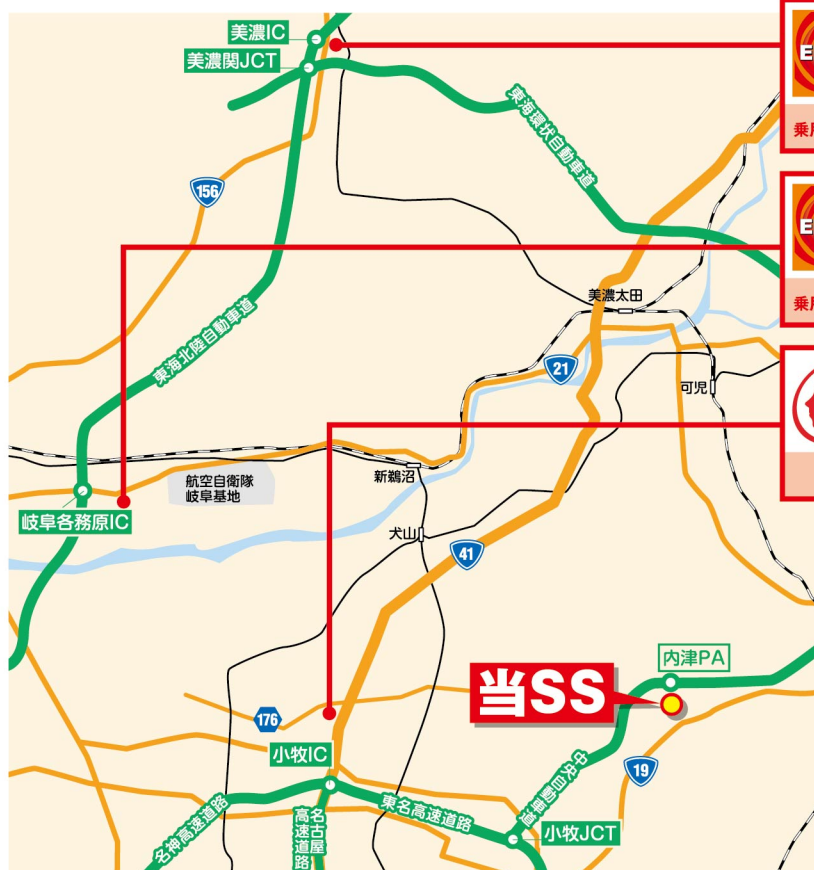 美濃IC
美濃関JCT
東海環状自動車道
156
美濃太田
東海北陸自動車道
21
可児
新鵜沼
航空自衛隊
岐阜基地
岐阜各務原IC
犬山
41
内津PA
当SS
176
小牧IC
19
中央自動車道
名神高速道路
名古屋
高速道路
東名高速道路
小牧JCT